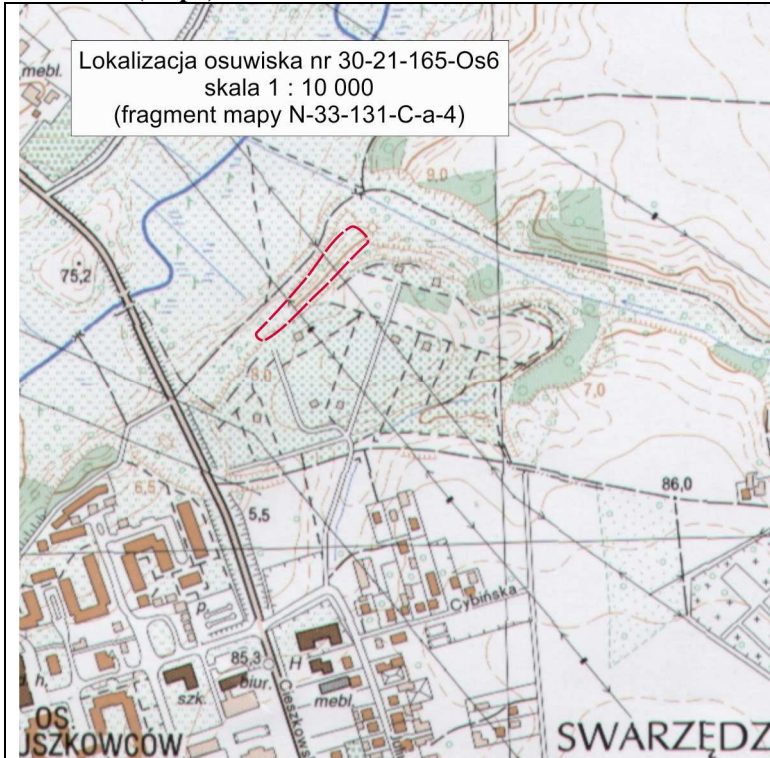 Lokalizacja osuwiska nr 30-21-165-Os6
skala 1 : 10 000
(fragment mapy N-33-131-C-a-4)
mebl.
9,0
75,2
8,0
7,0
6,5
5,5
86,0
Cybińska
p.
85,3
H
h.
szk.
biur.
mebl.
Cieszkows
OS.
USZKOWCÓW
SWARZĘDZ